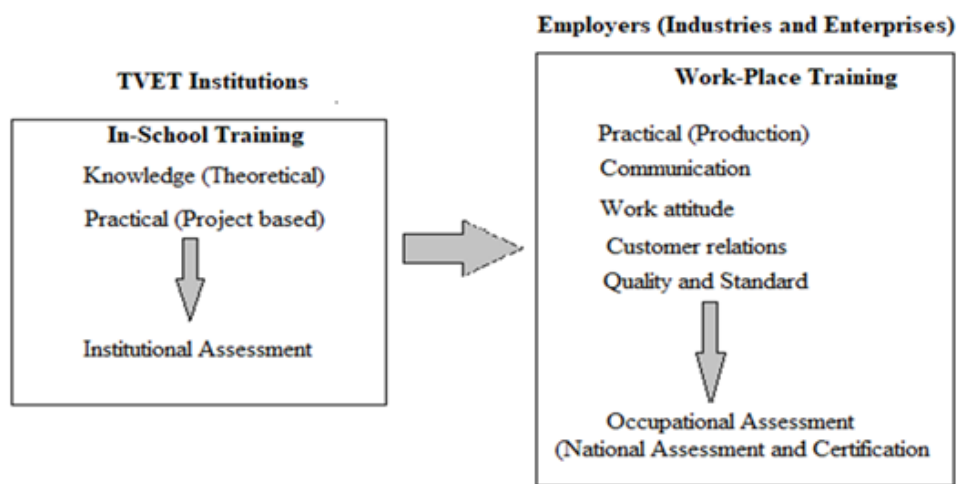 TVET Institutions
In-School Training
Knowledge (Theoretical)
Practical (Project based)
Institutional Assessment
Employers (Industries and Enterprises)
Work-Place Training
Practical (Production)
Communication
Work attitude
Customer relations
Quality and Standard
Occupational Assessment
(National Assessment and Certification